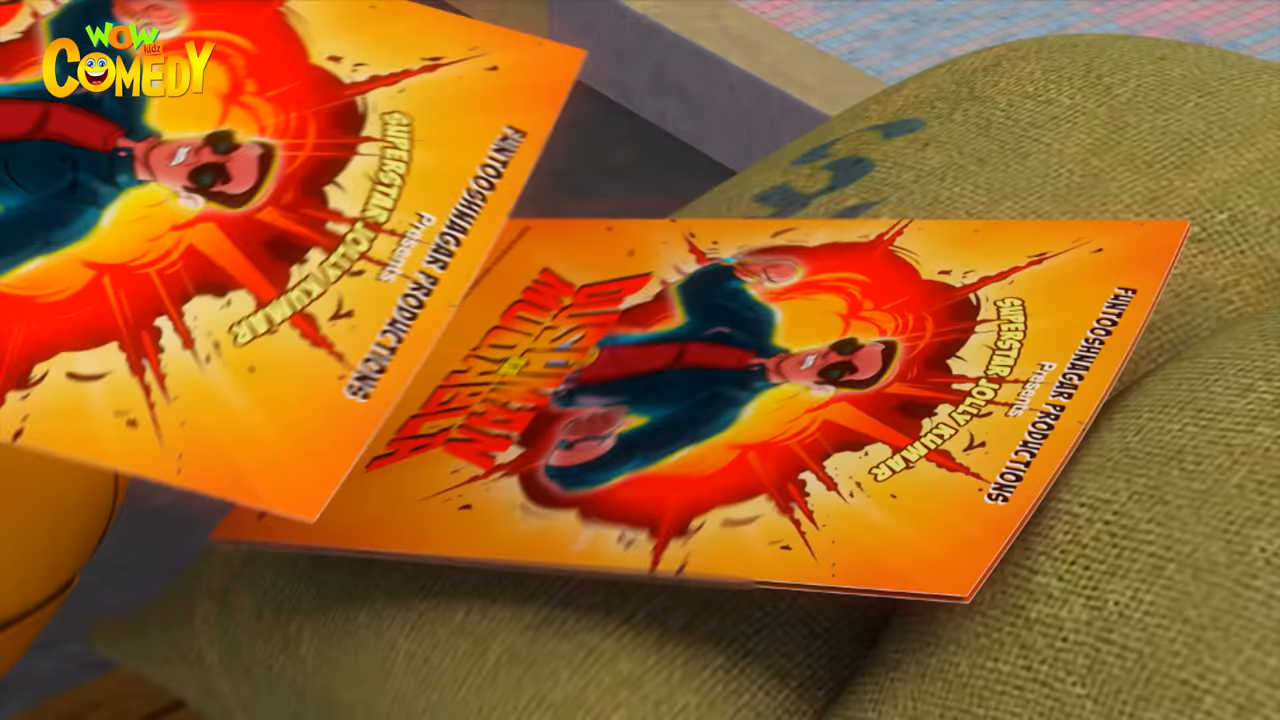 WOW
kidz
COMEDY
FUNTOOSHNAGAR PRODUCTIONS
Presents
SUPERSTAR JOLLY KUMAR
FUNTOOSHNAGAR PRODUCTIONS
Presents
SUPERSTAR JOLLY KUMAR